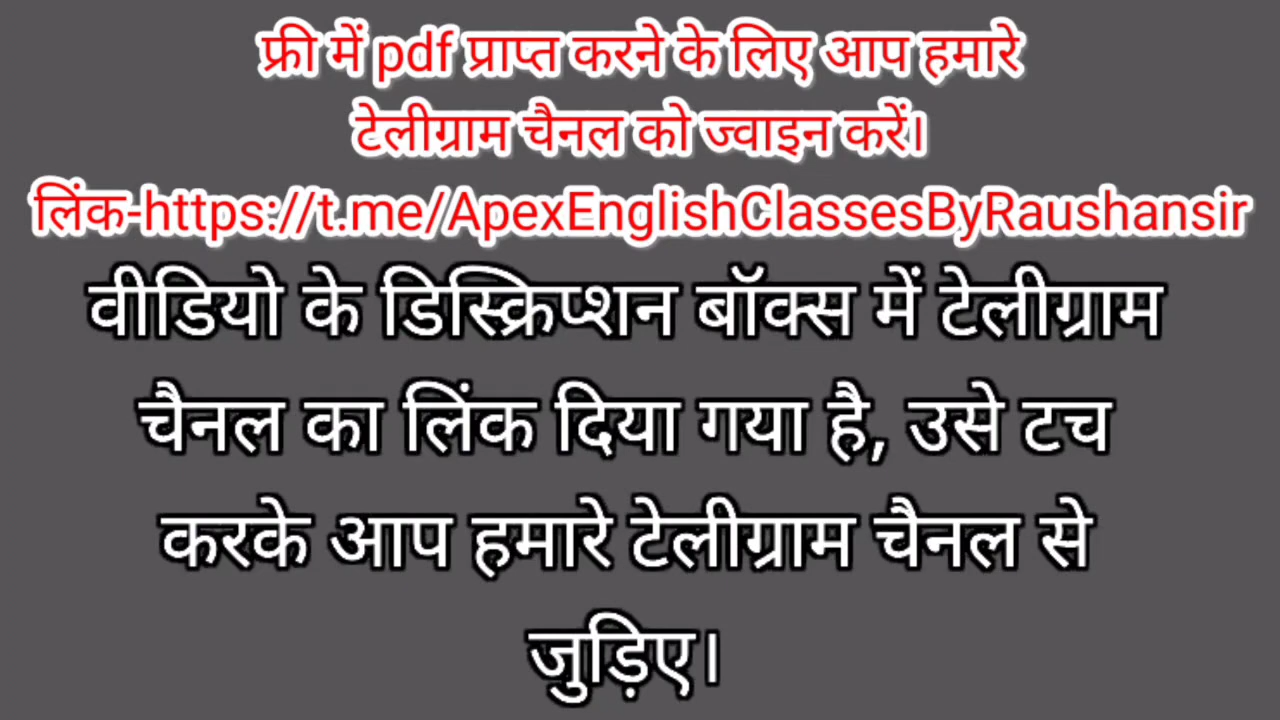 फ्री में pdf प्राप्त करने के लिए आप हमारे
टेलीग्राम चैनल को ज्वाइन करें।
लिंक-https://t.me/ApexEnglishClassesByRaushansir
वीडियो के डिस्क्रिप्शन बॉक्स में टेलीग्राम
चैनल का लिंक दिया गया है, उसे टच
करके आप हमारे टेलीग्राम चैनल से
जुड़िए।